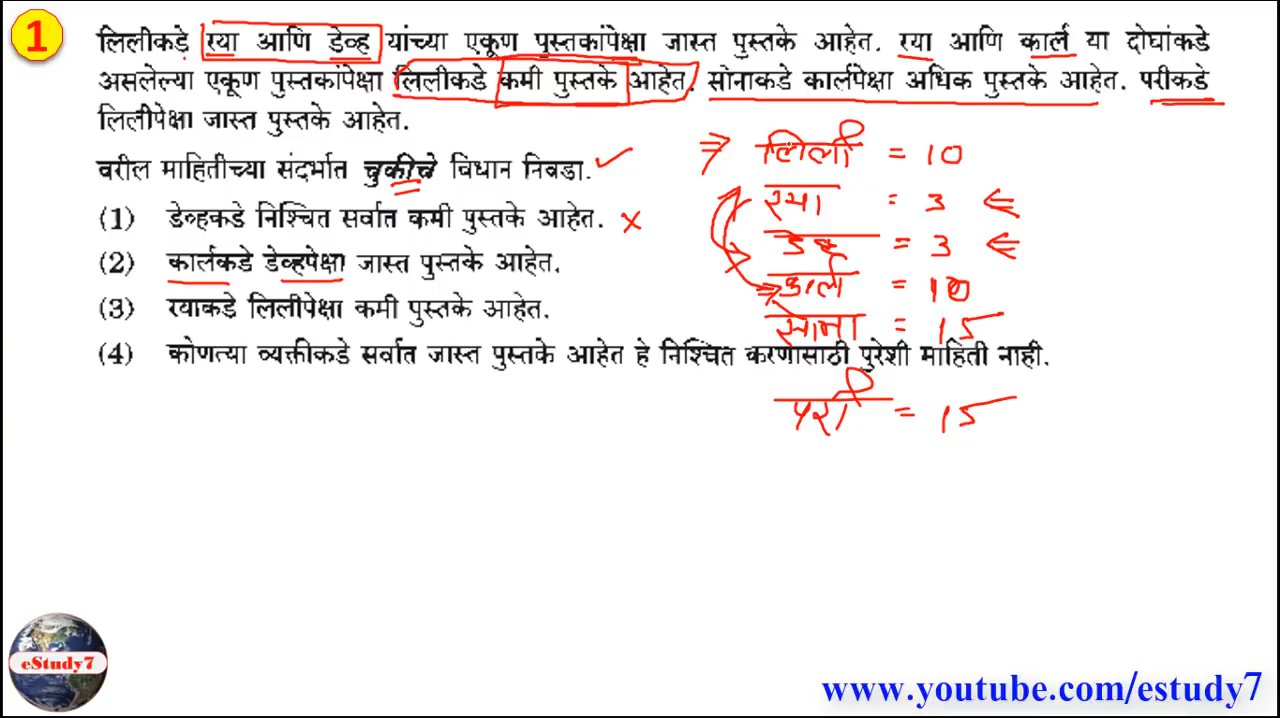 1
लिलीकडे रया आणि डेव्ह यांच्या एकूण पुस्तकांपेक्षा जास्त पुस्तके आहेत. रया आणि कार्ल या दोघांकडे
असलेल्या एकूण पुस्तकांपेक्षा लिलीकडे कमी पुस्तके आहेत. सोनाकडे कार्लपेक्षा अधिक पुस्तके आहेत. परीकडे
लिलीपेक्षा जास्त पुस्तके आहेत.
वरील माहितीच्या संदर्भात चुकीचे विधान निवडा.
(1) डेव्हकडे निश्चित सर्वात कमी पुस्तके आहेत.
(2) कार्लकडे डेव्हपेक्षा जास्त पुस्तके आहेत.
(3) रयाकडे लिलीपेक्षा कमी पुस्तके आहेत.
(4) कोणत्या व्यक्तीकडे सर्वात जास्त पुस्तके आहेत हे निश्चित करणासाठी पुरेशी माहिती नाही.
⇒ लिली = 10
रया = 3 ⇐
डेव्ह = 3 ⇐
कार्ल = 10
सोना = 15
परी = 15
eStudy7
www.youtube.com/estudy7